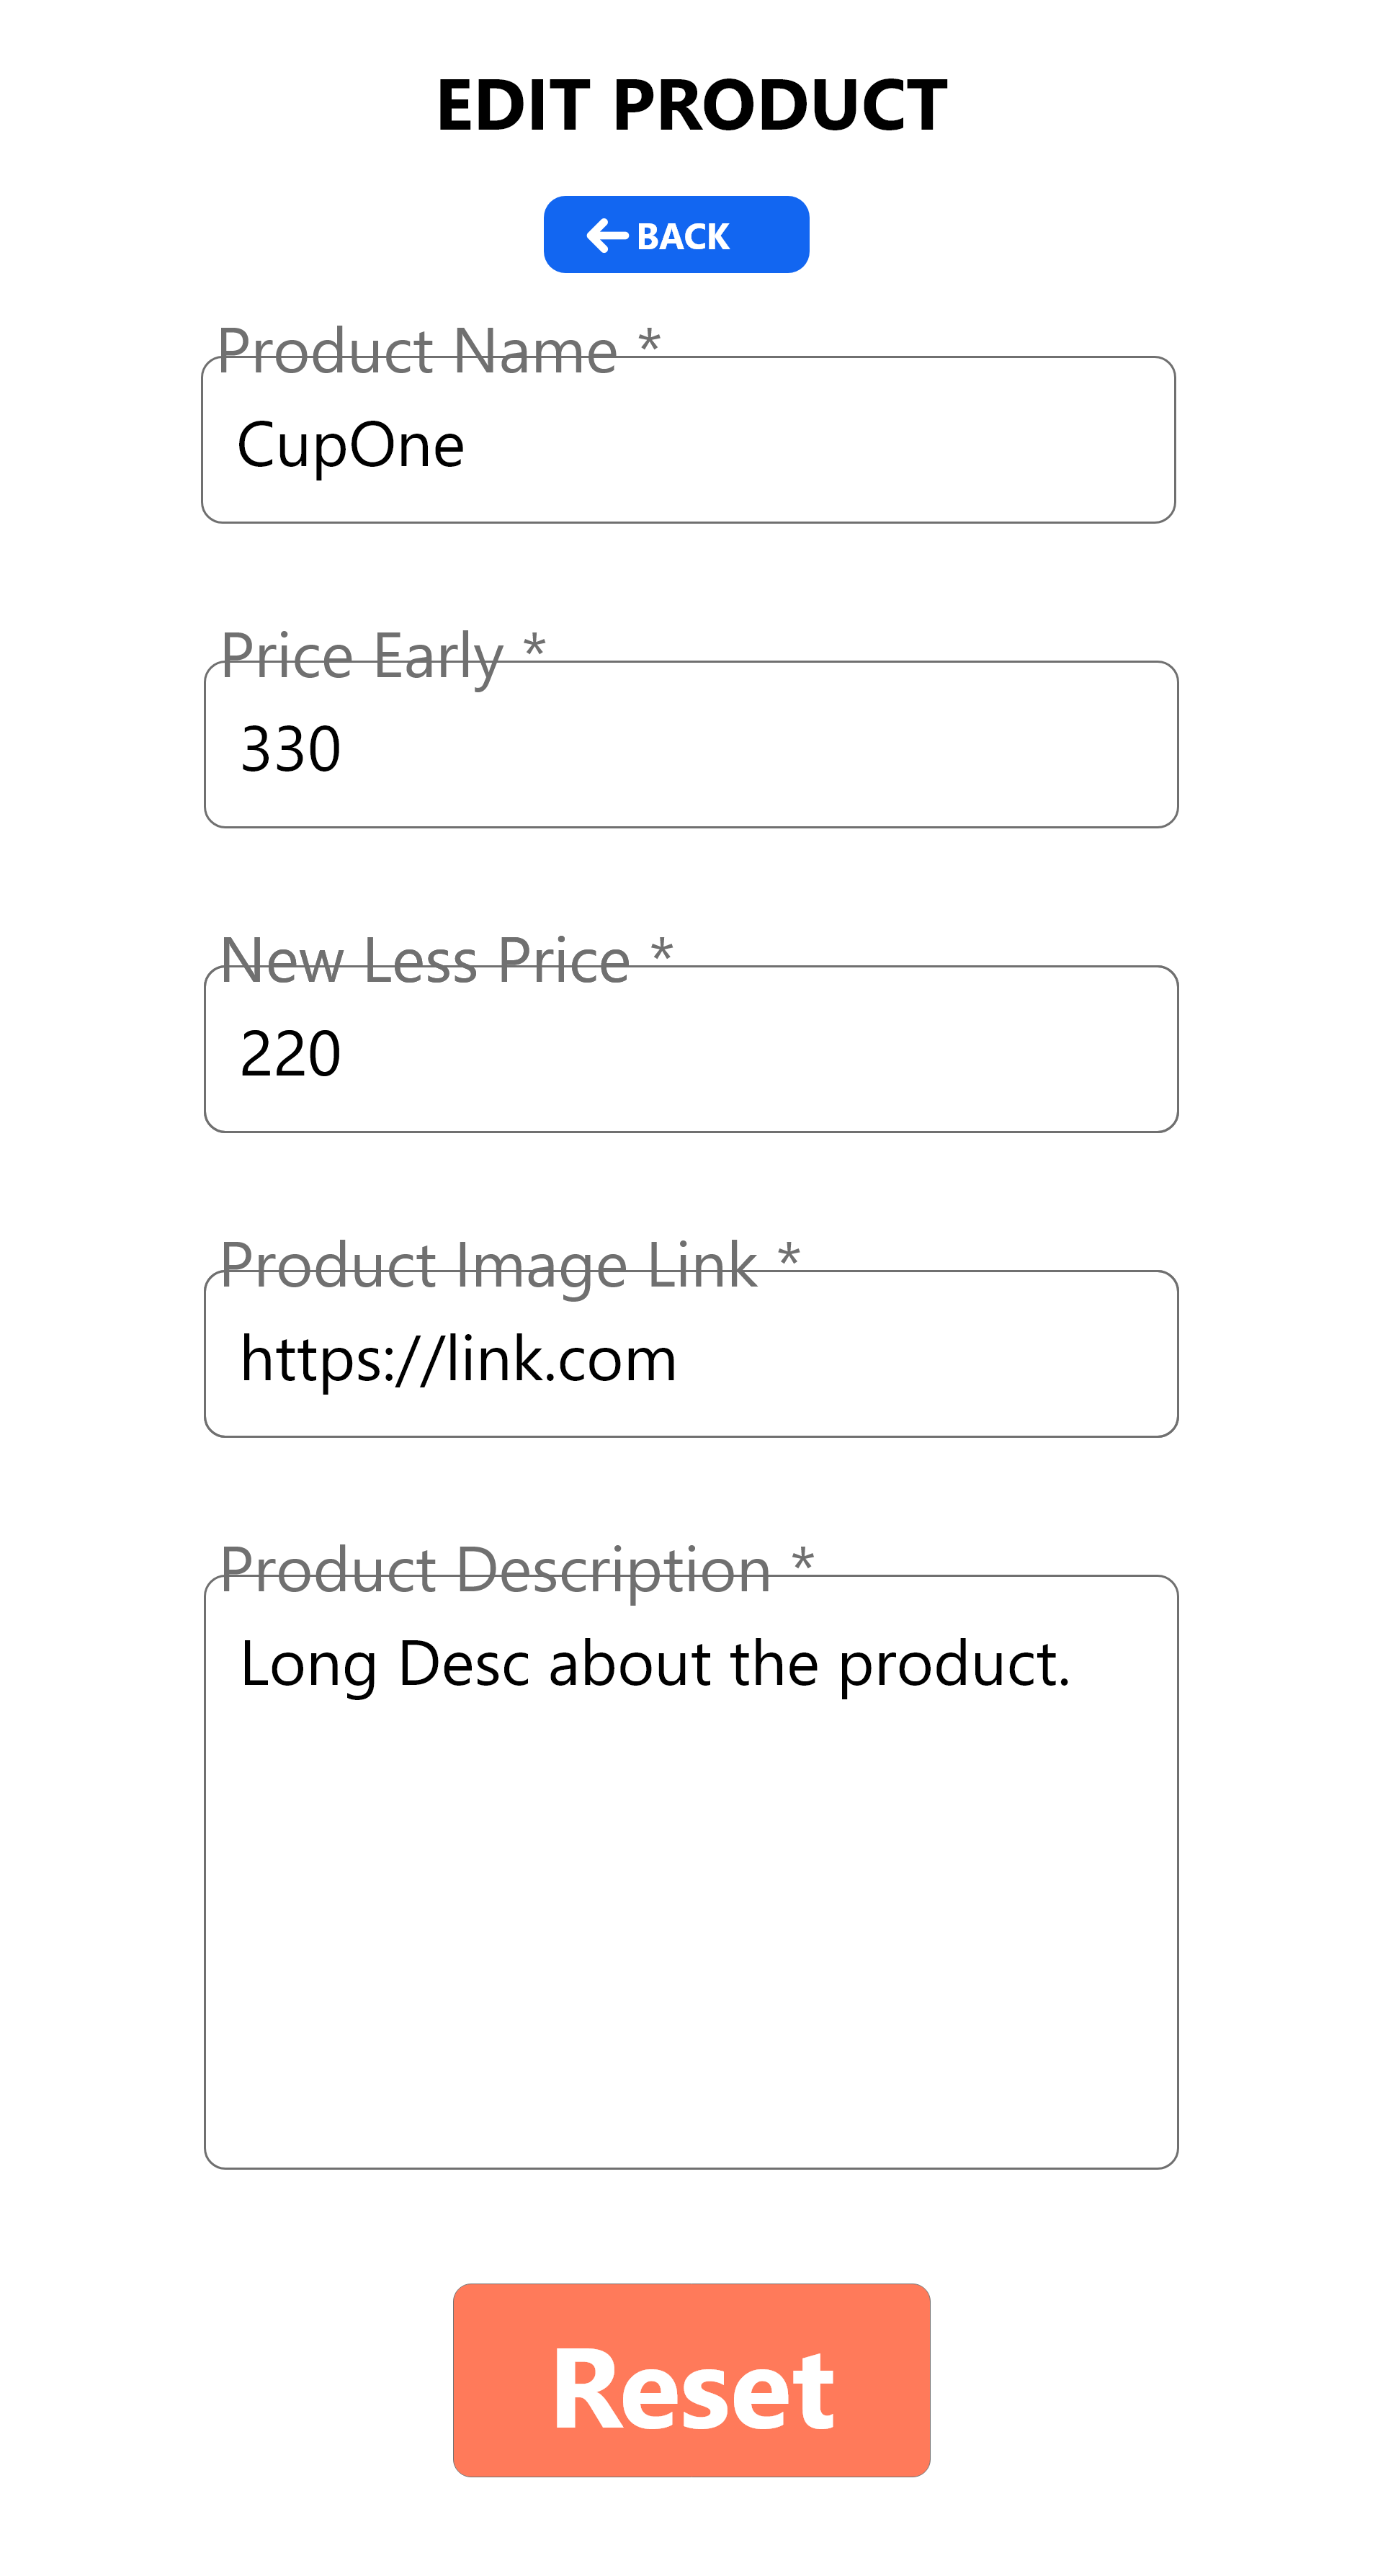 EDIT PRODUCT
BACK
Product Name *
CupOne
Price Early *
330
New Less Price *
220
Product Image Link *
https://link.com
Product Description *
Long Desc about the product.
Reset